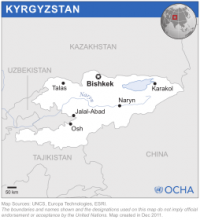 KYRGYZSTAN
KAZAKHSTAN
UZBEKISTAN
Bishkek
Talas
Karakol
Naryn
Jalal-Abad
Osh
TAJIKISTAN
CHINA
50 km
OCHA
Map Sources: UNCS, Europa Technologies, ESRI.
The boundaries and names shown and the designations used on this map do not imply official
endorsement or acceptance by the United Nations. Map created in Dec 2011.